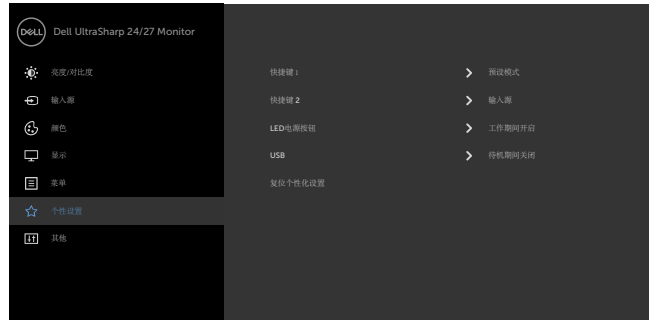 DELL Dell UltraSharp 24/27 Monitor
亮度/对比度 快捷键 1 预设模式
输入源 快捷键 2 输入源
颜色 LED电源按钮 工作期间开启
显示 USB 待机期间关闭
菜单 复位个性化设置
个性设置
其他